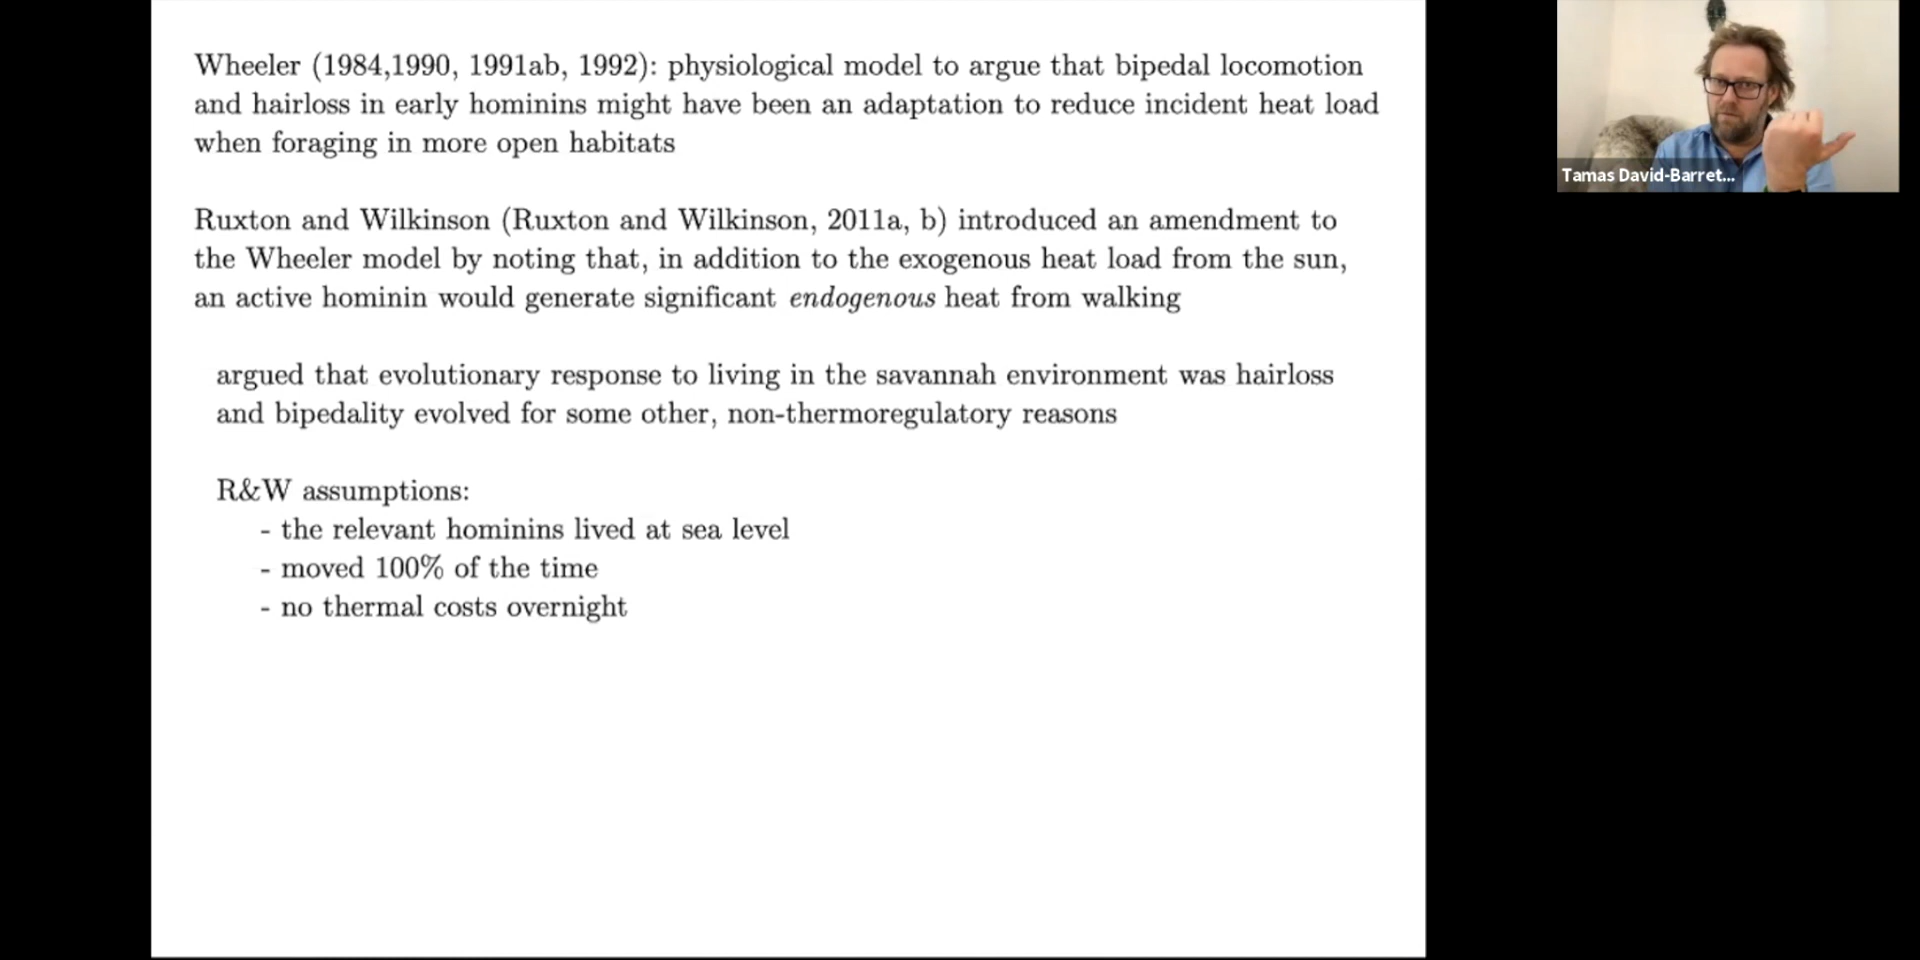 Wheeler (1984,1990, 1991ab, 1992): physiological model to argue that bipedal locomotion
and hairloss in early hominins might have been an adaptation to reduce incident heat load
when foraging in more open habitats
Ruxton and Wilkinson (Ruxton and Wilkinson, 2011a, b) introduced an amendment to
the Wheeler model by noting that, in addition to the exogenous heat load from the sun,
an active hominin would generate significant endogenous heat from walking
argued that evolutionary response to living in the savannah environment was hairloss
and bipedality evolved for some other, non-thermoregulatory reasons
R&W assumptions:
- the relevant hominins lived at sea level
- moved 100% of the time
- no thermal costs overnight
Tamas David-Barret...